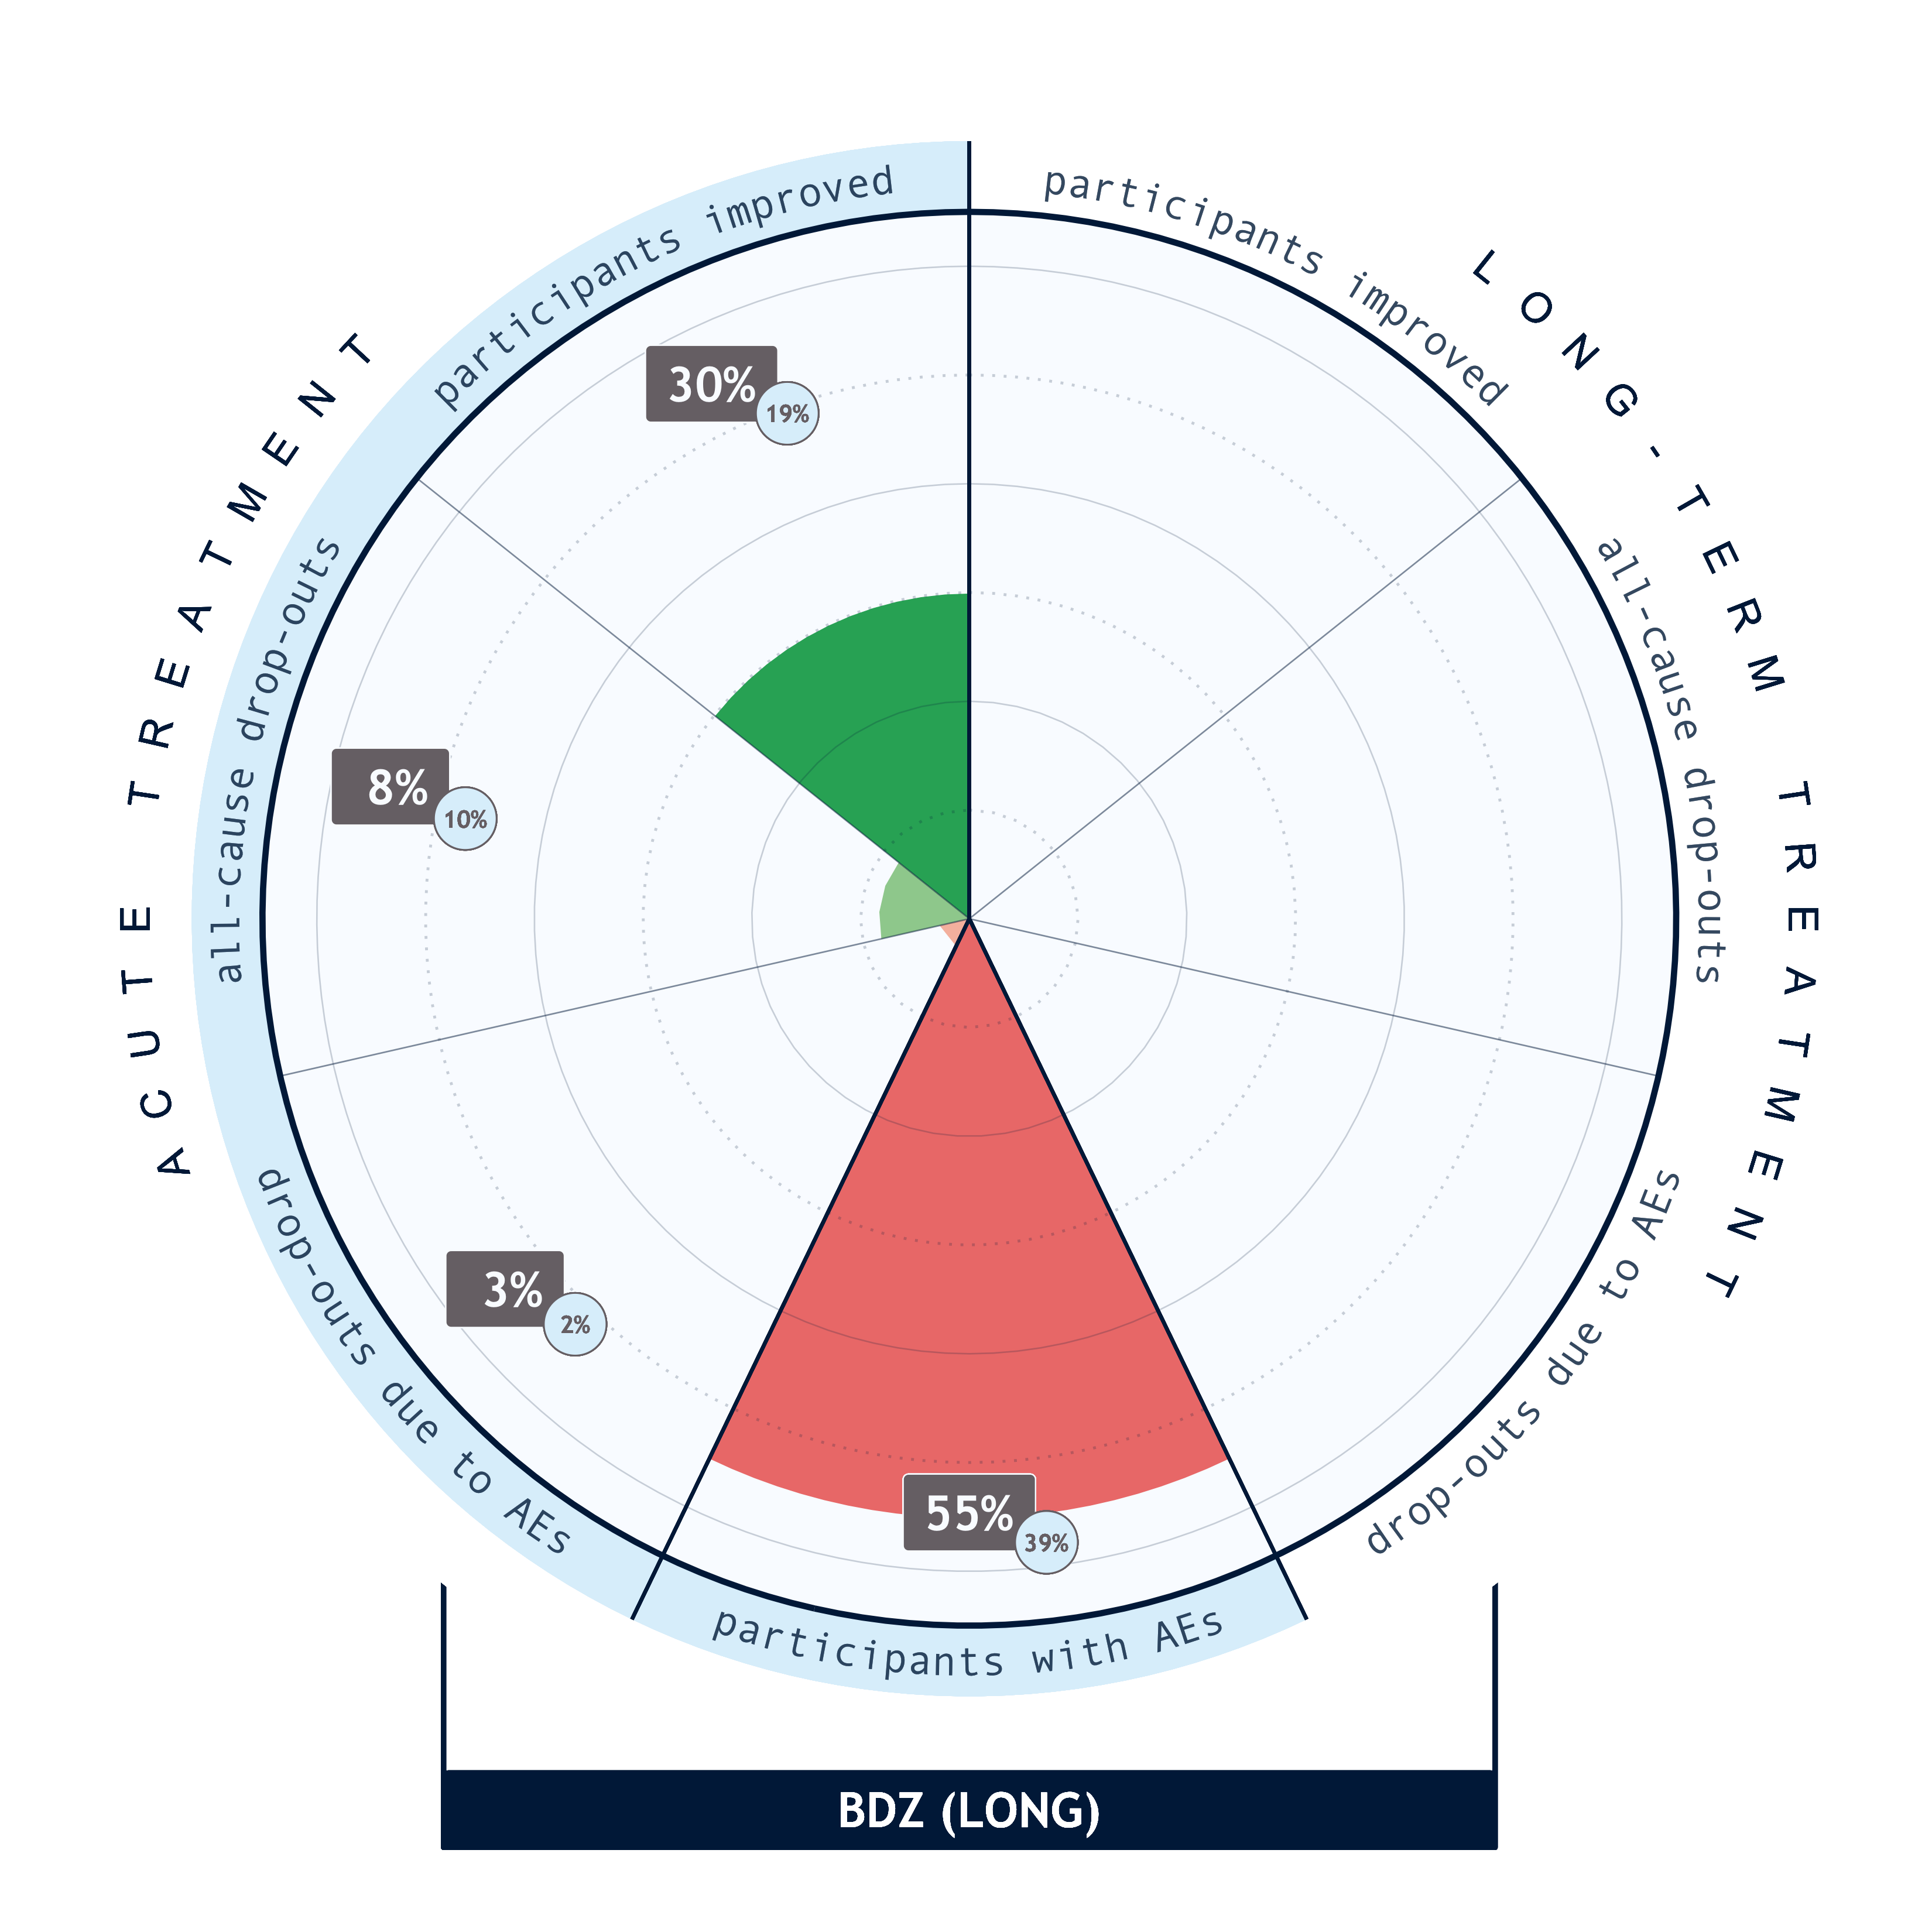 ACUTE TREATMENT
LONG-TERM TREATMENT
participants improved
participants improved
30%
19%
all-cause drop-outs
all-cause drop-outs
8%
10%
drop-outs due to AEs
drop-outs due to AEs
3%
2%
55%
39%
participants with AEs
BDZ (LONG)